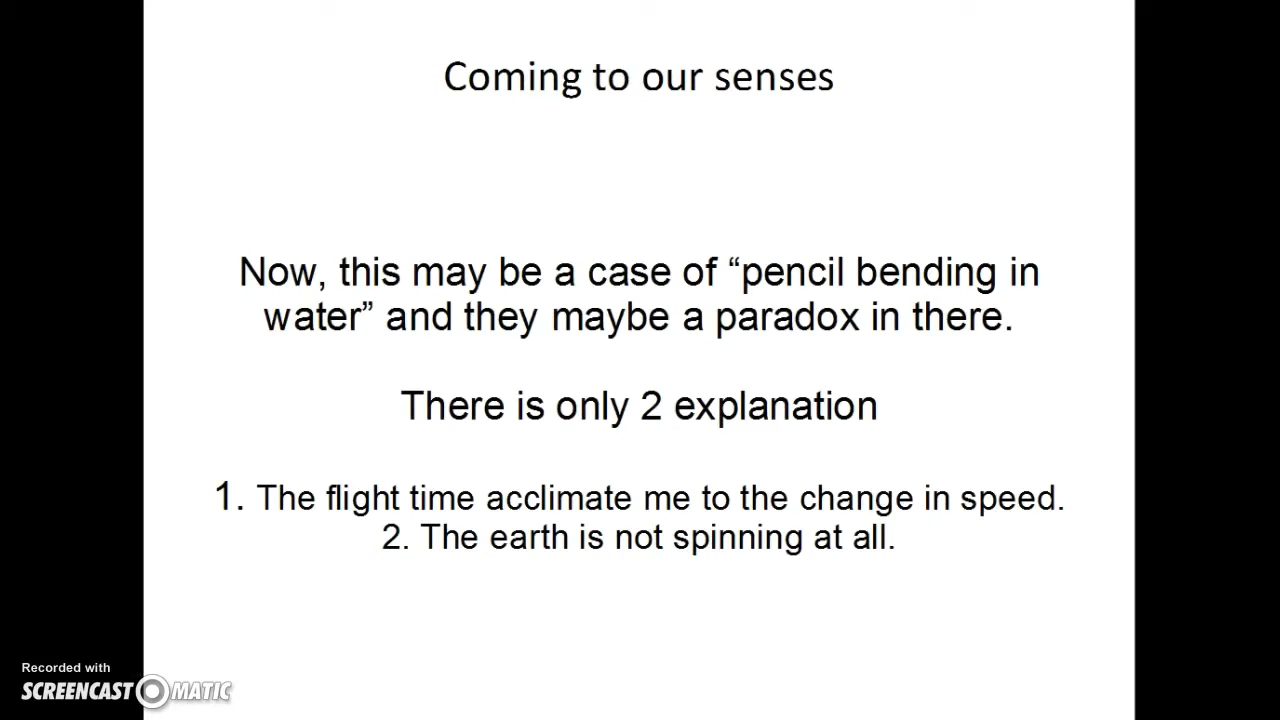 Coming to our senses
Now, this may be a case of “pencil bending in
water” and they maybe a paradox in there.
There is only 2 explanation
1. The flight time acclimate me to the change in speed.
2. The earth is not spinning at all.
Recorded with
SCREENCAST MATIC